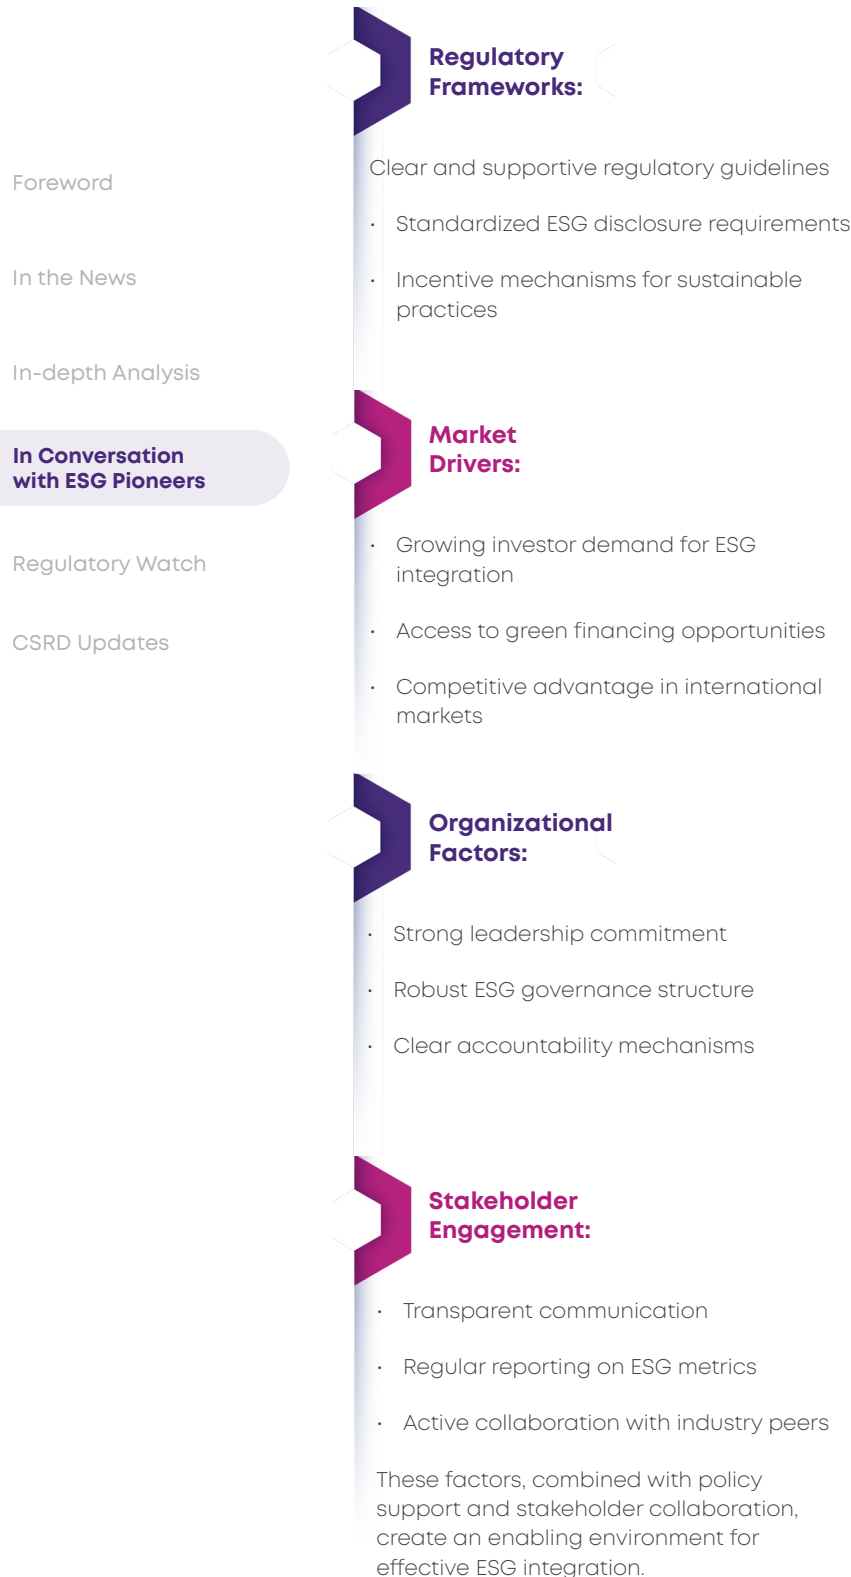 Foreword
In the News
In-depth Analysis
In Conversation
with ESG Pioneers
Regulatory Watch
CSRD Updates
Regulatory
Frameworks:
Clear and supportive regulatory guidelines
• Standardized ESG disclosure requirements
• Incentive mechanisms for sustainable
practices
Market
Drivers:
• Growing investor demand for ESG
integration
• Access to green financing opportunities
• Competitive advantage in international
markets
Organizational
Factors:
• Strong leadership commitment
• Robust ESG governance structure
• Clear accountability mechanisms
Stakeholder
Engagement:
• Transparent communication
• Regular reporting on ESG metrics
• Active collaboration with industry peers
These factors, combined with policy
support and stakeholder collaboration,
create an enabling environment for
effective ESG integration.